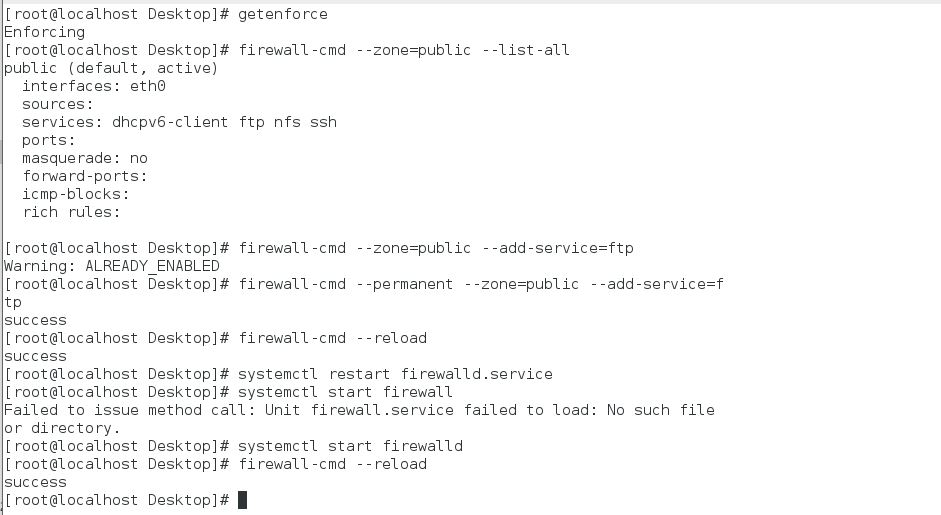 [root@localhost Desktop]# getenforce
Enforcing
[root@localhost Desktop]# firewall-cmd --zone=public --list-all
public (default, active)
  interfaces: eth0
  sources:
  services: dhcpv6-client ftp nfs ssh
  ports:
  masquerade: no
  forward-ports:
  icmp-blocks:
  rich rules:

[root@localhost Desktop]# firewall-cmd --zone=public --add-service=ftp
Warning: ALREADY_ENABLED
[root@localhost Desktop]# firewall-cmd --permanent --zone=public --add-service=f
tp
success
[root@localhost Desktop]# firewall-cmd --reload
success
[root@localhost Desktop]# systemctl restart firewalld.service
[root@localhost Desktop]# systemctl start firewall
Failed to issue method call: Unit firewall.service failed to load: No such file
or directory.
[root@localhost Desktop]# systemctl start firewalld
[root@localhost Desktop]# firewall-cmd --reload
success
[root@localhost Desktop]#